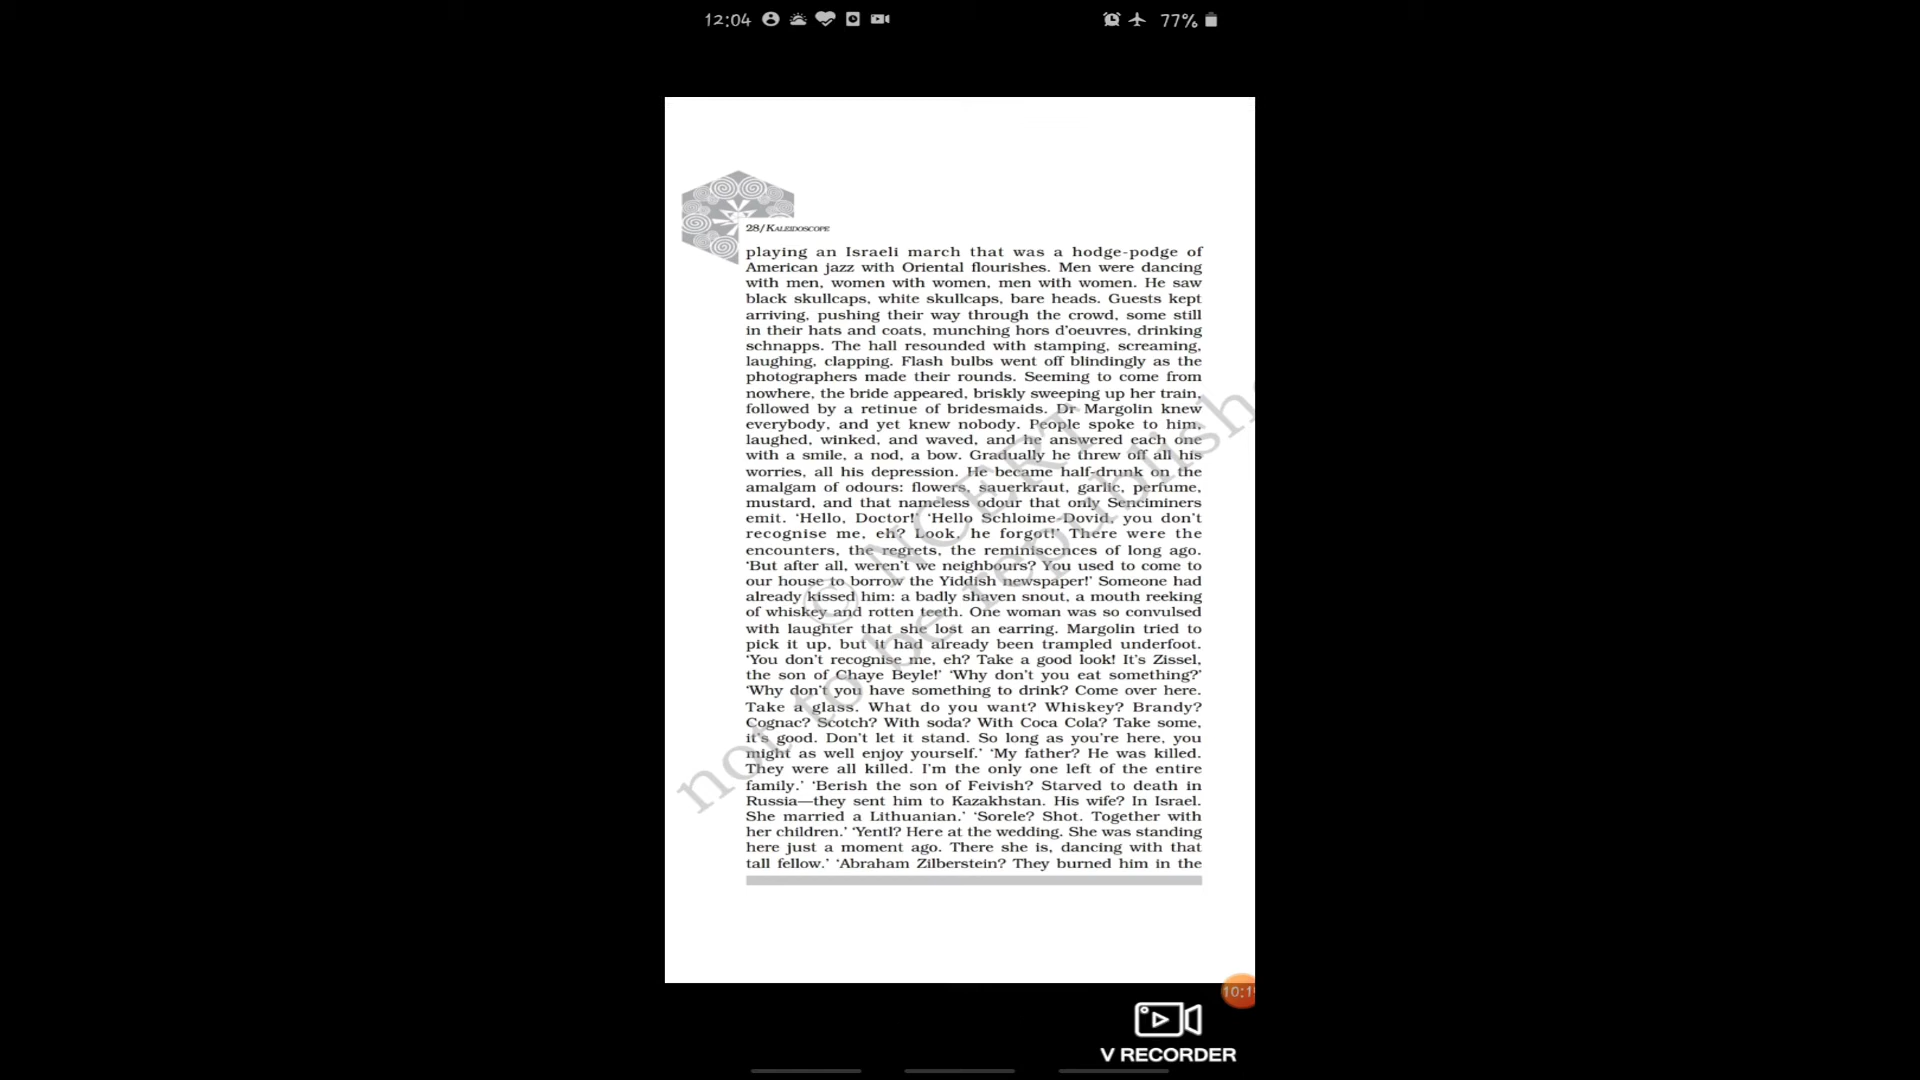 12:04
77%
28/KALEIDOSCOPE
playing an Israeli march that was a hodge-podge of
American jazz with Oriental flourishes. Men were dancing
with men, women with women, men with women. He saw
black skullcaps, white skullcaps, bare heads. Guests kept
arriving, pushing their way through the crowd, some still
in their hats and coats, munching hors d'oeuvres, drinking
schnapps. The hall resounded with stamping, screaming,
laughing, clapping. Flash bulbs went off blindingly as the
photographers made their rounds. Seeming to come from
nowhere, the bride appeared, briskly sweeping up her train,
followed by a retinue of bridesmaids. Dr Margolin knew
everybody, and yet knew nobody. People spoke to him,
laughed, winked, and waved, and he answered each one
with a smile, a nod, a bow. Gradually he threw off all his
worries, all his depression. He became half-drunk on the
amalgam of odours: flowers, sauerkraut, garlic, perfume,
mustard, and that nameless odour that only Senciminers
emit. 'Hello, Doctor!' 'Hello Schloime-Dovid, you don't
recognise me, eh? Look, he forgot!' There were the
encounters, the regrets, the reminiscences of long ago.
'But after all, weren't we neighbours? You used to come to
our house to borrow the Yiddish newspaper!' Someone had
already kissed him: a badly shaven snout, a mouth reeking
of whiskey and rotten teeth. One woman was so convulsed
with laughter that she lost an earring. Margolin tried to
pick it up, but it had already been trampled underfoot.
'You don't recognise me, eh? Take a good look! It's Zissel,
the son of Chaye Beyle!' 'Why don't you eat something?'
'Why don't you have something to drink? Come over here.
Take a glass. What do you want? Whiskey? Brandy?
Cognac? Scotch? With soda? With Coca Cola? Take some,
it's good. Don't let it stand. So long as you're here, you
might as well enjoy yourself.' 'My father? He was killed.
They were all killed. I'm the only one left of the entire
family.' 'Berish the son of Feivish? Starved to death in
Russia—they sent him to Kazakhstan. His wife? In Israel.
She married a Lithuanian.' 'Sorele? Shot. Together with
her children.' 'Yentl? Here at the wedding. She was standing
here just a moment ago. There she is, dancing with that
tall fellow.' 'Abraham Zilberstein? They burned him in the
© NCERT
not to be republishe
V RECORDER